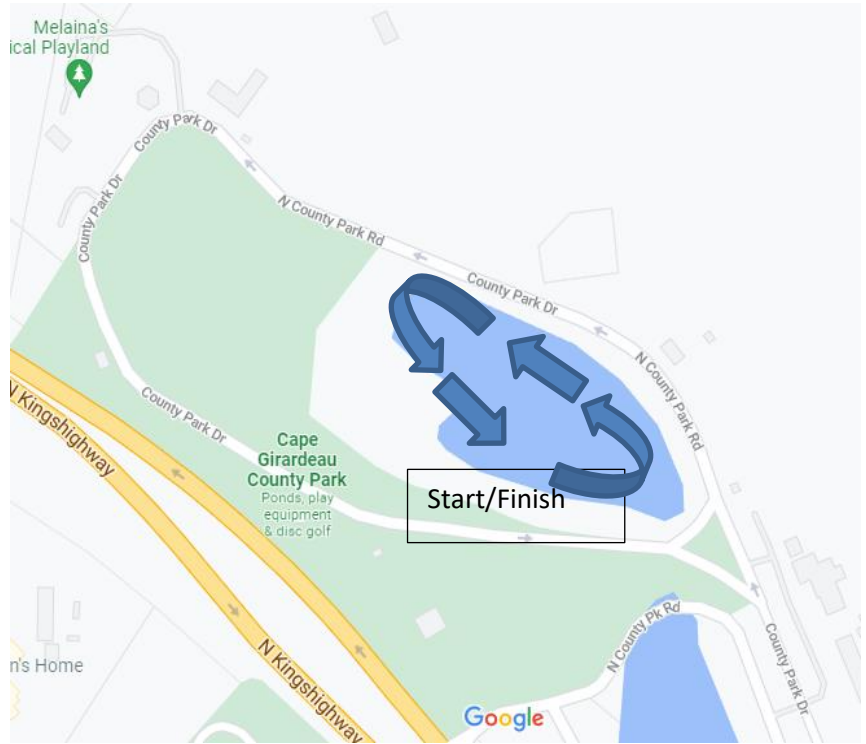 Melaina's
ical Playland
County Park Dr
County Park Dr
N County Park Rd
County Park Dr
N County Park Rd
N Kingshighway
County Park Dr
Cape
Girardeau
County Park
Ponds, play
equipment
& disc golf
Start/Finish
N County Pk Rd
County Park Dr
n's Home
N Kingshighway
Google